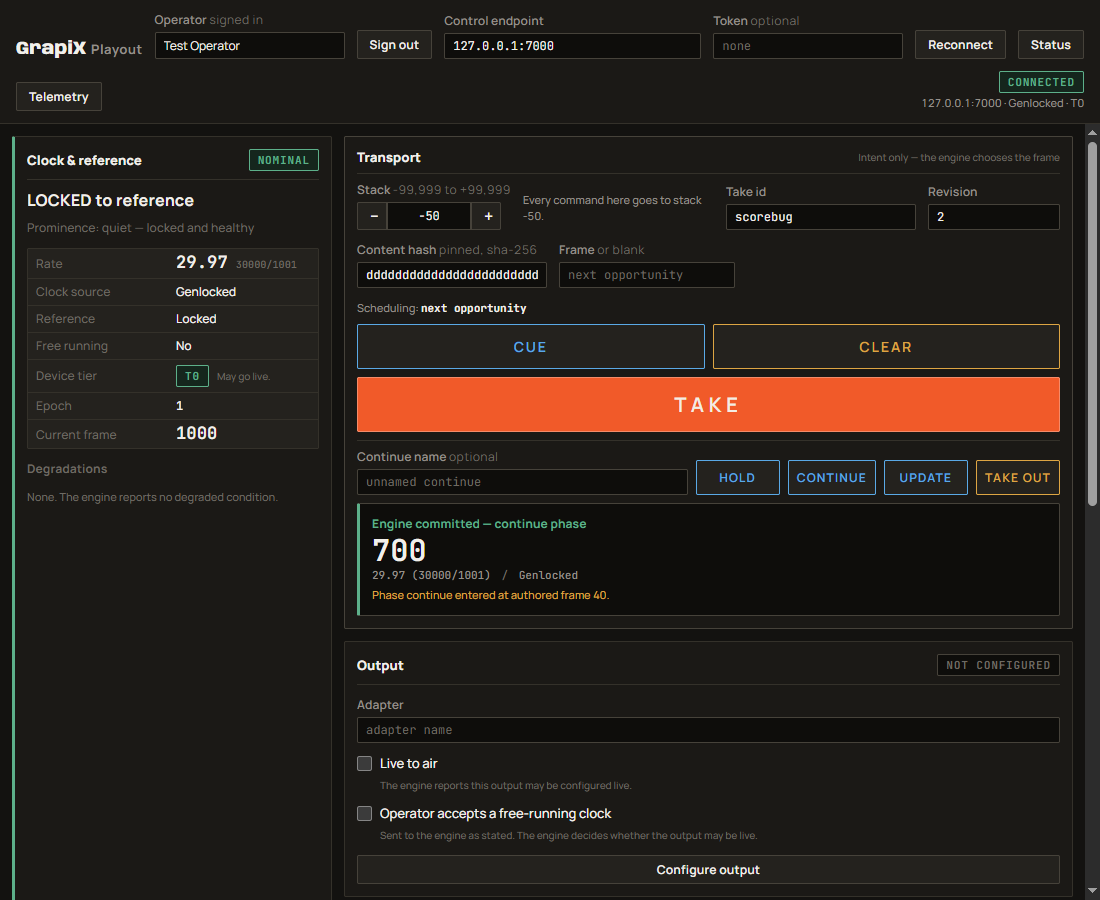 GrapiX Playout
Operator signed in
Test Operator
Sign out
Control endpoint
127.0.0.1:7000
Token optional
none
Reconnect
Status
Telemetry
CONNECTED
127.0.0.1:7000 · Genlocked · T0
Clock & reference
NOMINAL
LOCKED to reference
Prominence: quiet — locked and healthy
Rate 29.97 30000/1001
Clock source Genlocked
Reference Locked
Free running No
Device tier T0 May go live.
Epoch 1
Current frame 1000
Degradations
None. The engine reports no degraded condition.
Transport
Intent only — the engine chooses the frame
Stack -99,999 to +99,999
− -50 +
Every command here goes to stack
-50.
Take id
scorebug
Revision
2
Content hash pinned, sha-256
dddddddddddddddddddddddd
Frame or blank
next opportunity
Scheduling: next opportunity
CUE
CLEAR
TAKE
Continue name optional
unnamed continue
HOLD
CONTINUE
UPDATE
TAKE OUT
Engine committed — continue phase
700
29.97 (30000/1001) / Genlocked
Phase continue entered at authored frame 40.
Output
NOT CONFIGURED
Adapter
adapter name
Live to air
The engine reports this output may be configured live.
Operator accepts a free-running clock
Sent to the engine as stated. The engine decides whether the output may be live.
Configure output